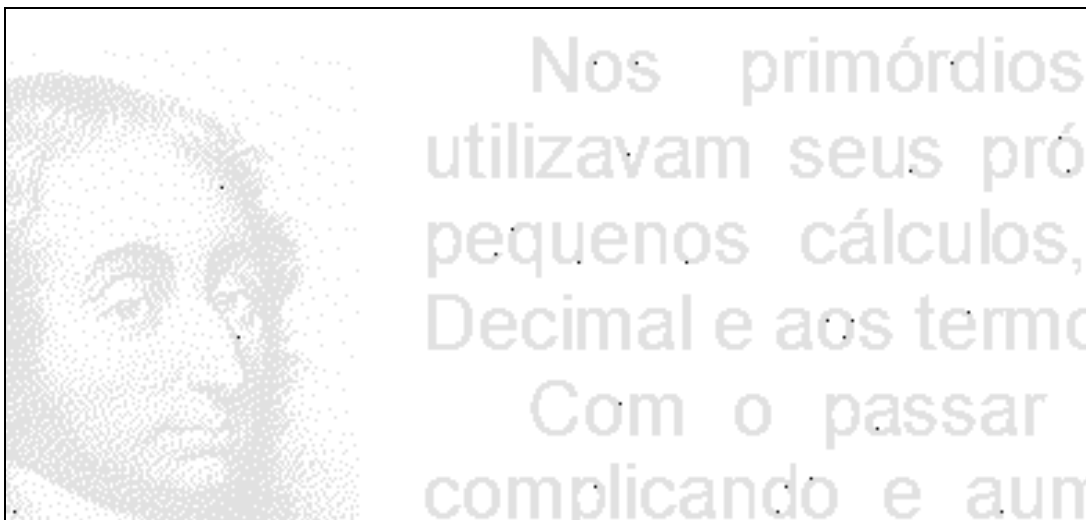 Nos primórdios
utilizavam seus pró
pequenos cálculos,
Decimal e aos termo
Com o passar
complicando e aum